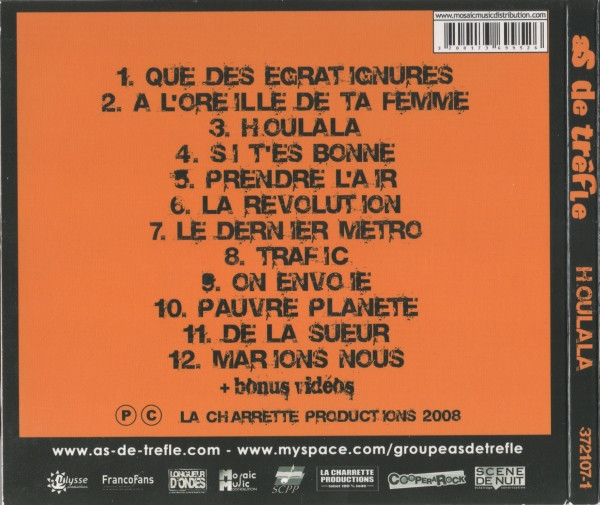 www.mosaicmusicdistribution.com
1. QUE DES EGRATIGNURES
2. A L'OREILLE DE TA FEMME
3. HOULALA
4. SI T'ES BONNE
5. PRENDRE L'AIR
6. LA REVOLUTION
7. LE DERNIER METRO
8. TRAFIC
9. ON ENVOIE
10. PAUVRE PLANETE
11. DE LA SUEUR
12. MARIONS NOUS
+ bonus vidéos
P C LA CHARRETTE PRODUCTIONS 2008
www.as-de-trefle.com - www.myspace.com/groupeasdetrefle
Ulysse
FrancoFans
LONGUEUR D'ONDES
Mosaic Music DISTRIBUTION
SCPP
LA CHARRETTE PRODUCTIONS
COOPERAROCK
SCENE DE NUIT
aS de trèfle
HOULALA
372107-1